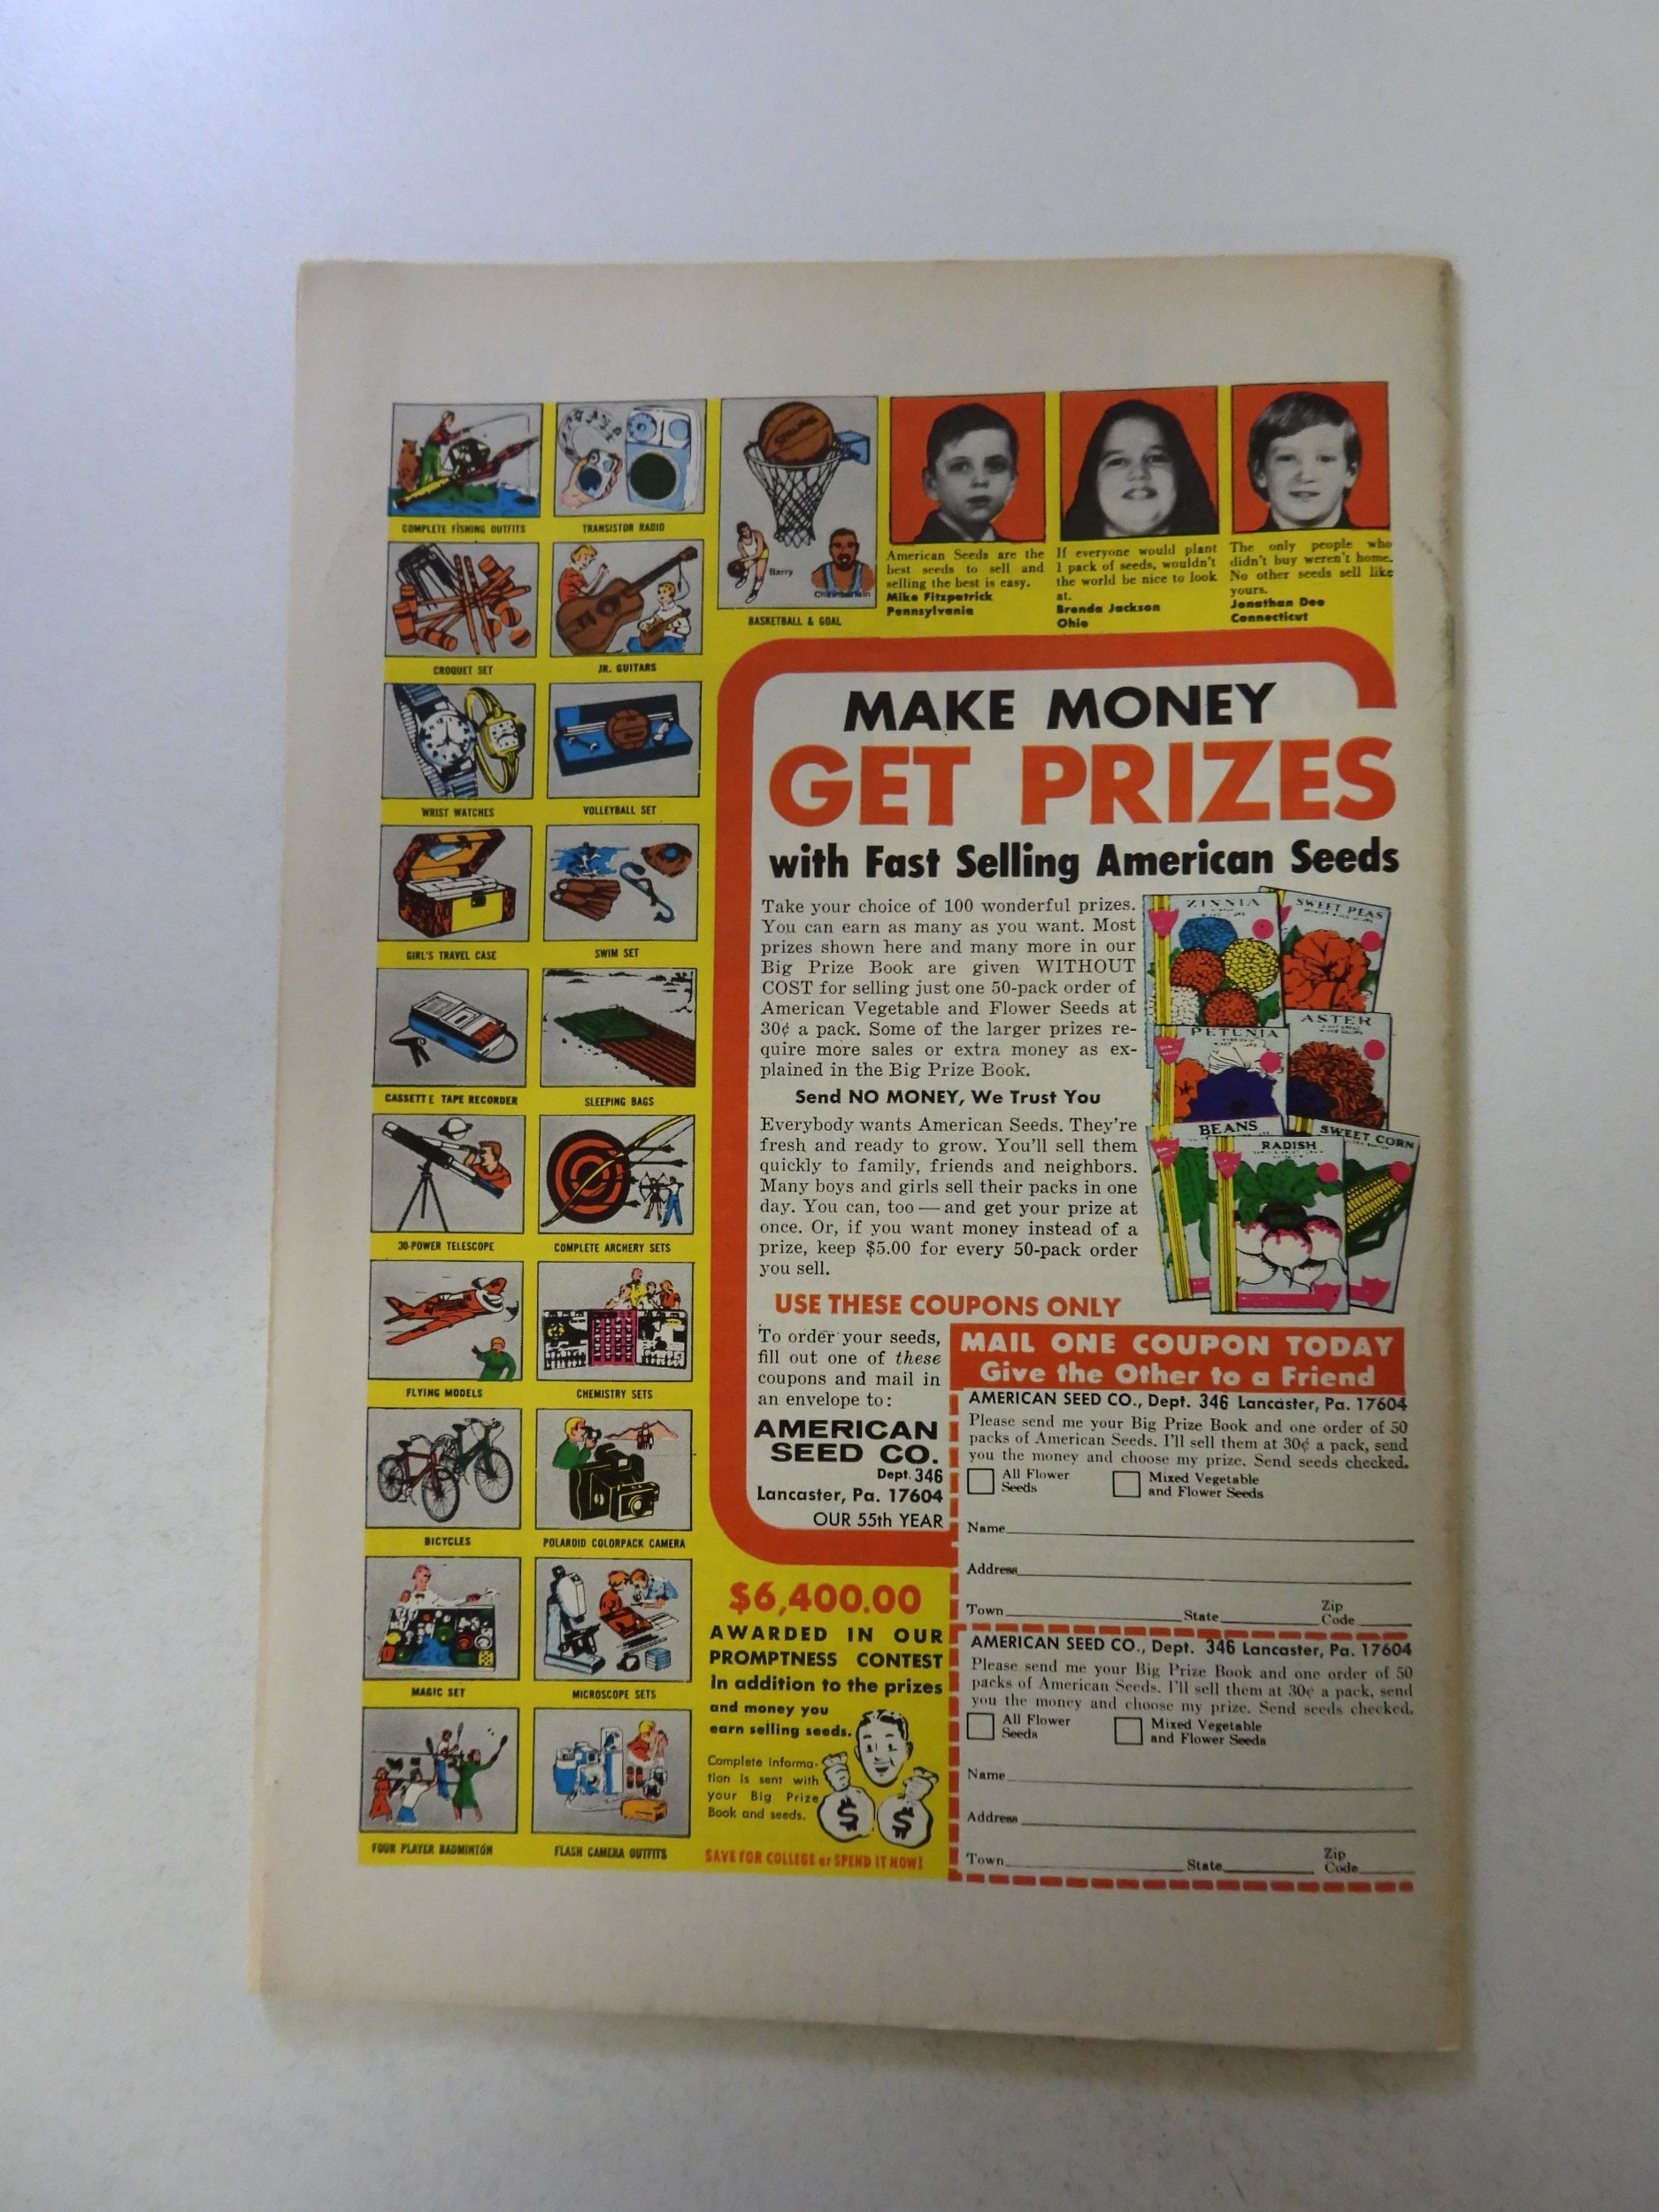 COMPLETE FISHING OUTFITS
TRANSISTOR RADIO
SPALDING
Barry
Chamberlain
BASKETBALL & GOAL
American Seeds are the
best seeds to sell and
selling the best is easy.
Mike Fitzpatrick
Pennsylvania
If everyone would plant
1 pack of seeds, wouldn't
the world be nice to look
at.
Brenda Jackson
Ohio
The only people who
didn't buy weren't home.
No other seeds sell like
yours.
Jonathan Dee
Connecticut
CROQUET SET
JR. GUITARS
WRIST WATCHES
VOLLEYBALL SET
GIRL'S TRAVEL CASE
SWIM SET
CASSETTE TAPE RECORDER
SLEEPING BAGS
30-POWER TELESCOPE
COMPLETE ARCHERY SETS
FLYING MODELS
CHEMISTRY SETS
BICYCLES
POLAROID COLORPACK CAMERA
MAGIC SET
MICROSCOPE SETS
FOUR PLAYER BADMINTON
FLASH CAMERA OUTFITS
MAKE MONEY
GET PRIZES
with Fast Selling American Seeds
Take your choice of 100 wonderful prizes.
You can earn as many as you want. Most
prizes shown here and many more in our
Big Prize Book are given WITHOUT
COST for selling just one 50-pack order of
American Vegetable and Flower Seeds at
30¢ a pack. Some of the larger prizes re-
quire more sales or extra money as ex-
plained in the Big Prize Book.
Send NO MONEY, We Trust You
Everybody wants American Seeds. They're
fresh and ready to grow. You'll sell them
quickly to family, friends and neighbors.
Many boys and girls sell their packs in one
day. You can, too — and get your prize at
once. Or, if you want money instead of a
prize, keep $5.00 for every 50-pack order
you sell.
ZINNIA
SWEET PEAS
PETUNIA
ASTER
BEANS
RADISH
SWEET CORN
USE THESE COUPONS ONLY
To order your seeds,
fill out one of these
coupons and mail in
an envelope to:
AMERICAN
SEED CO.
Dept. 346
Lancaster, Pa. 17604
OUR 55th YEAR
MAIL ONE COUPON TODAY
Give the Other to a Friend
AMERICAN SEED CO., Dept. 346 Lancaster, Pa. 17604
Please send me your Big Prize Book and one order of 50
packs of American Seeds. I'll sell them at 30¢ a pack, send
you the money and choose my prize. Send seeds checked.
All Flower Seeds
Mixed Vegetable and Flower Seeds
Name
Address
Town State Zip Code
AMERICAN SEED CO., Dept. 346 Lancaster, Pa. 17604
Please send me your Big Prize Book and one order of 50
packs of American Seeds. I'll sell them at 30¢ a pack, send
you the money and choose my prize. Send seeds checked.
All Flower Seeds
Mixed Vegetable and Flower Seeds
Name
Address
Town State Zip Code
$6,400.00
AWARDED IN OUR
PROMPTNESS CONTEST
in addition to the prizes
and money you
earn selling seeds.
Complete informa-
tion is sent with
your Big Prize
Book and seeds.
$ $
SAVE FOR COLLEGE or SPEND IT NOW!